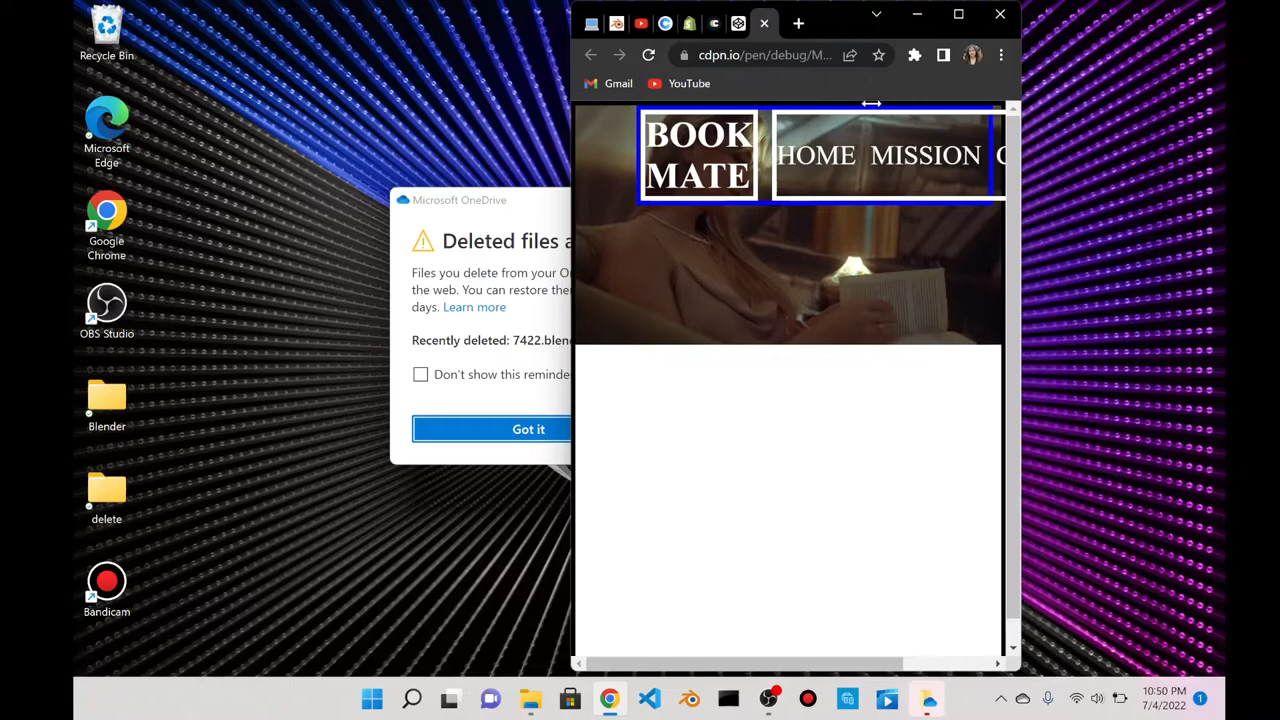 Recycle Bin
Microsoft
Edge
Google
Chrome
OBS Studio
Blender
delete
Bandicam
Microsoft OneDrive
Deleted files a
Files you delete from your On
the web. You can restore the
days. Learn more
Recently deleted: 7422.blen
Don't show this reminde
Got it
cdpn.io/pen/debug/M...
Gmail
YouTube
BOOK
MATE
HOME MISSION
10:50 PM
7/4/2022
1